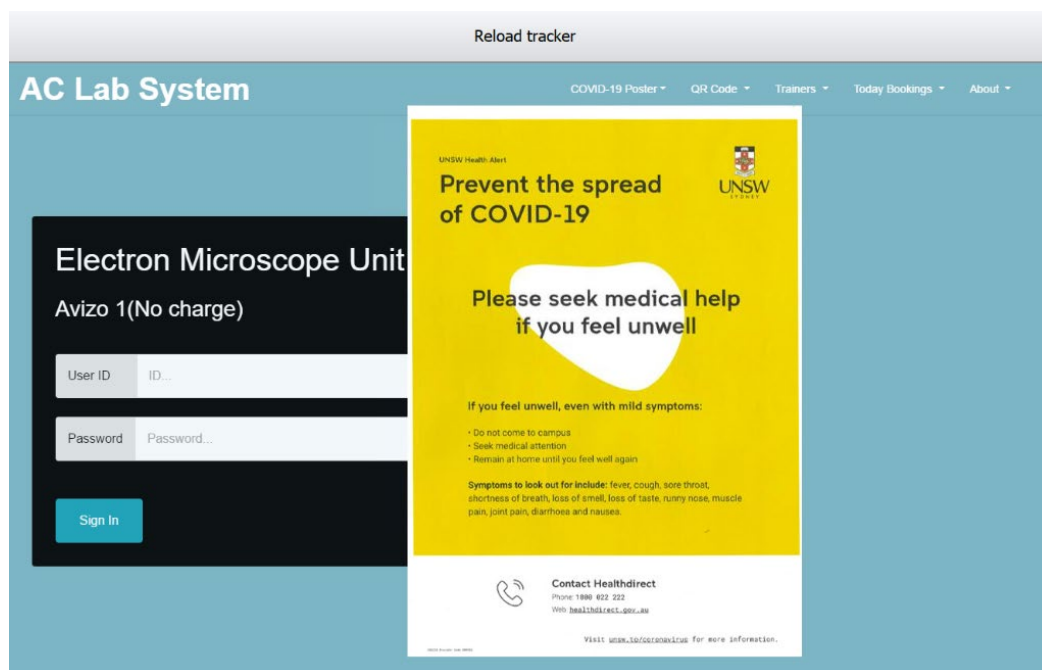 Reload tracker
AC Lab System
COVID-19 Poster
QR Code
Trainers
Today Bookings
About
Electron Microscope Unit
Avizo 1(No charge)
User ID
ID...
Password
Password...
Sign In
UNSW Health Alert
Prevent the spread
of COVID-19
UNSW
SYDNEY
Please seek medical help
if you feel unwell
If you feel unwell, even with mild symptoms:
• Do not come to campus
• Seek medical attention
• Remain at home until you feel well again
Symptoms to look out for include: fever, cough, sore throat,
shortness of breath, loss of smell, loss of taste, runny nose, muscle
pain, joint pain, diarrhoea and nausea.
Contact Healthdirect
Phone: 1800 022 222
Web: healthdirect.gov.au
Visit unsw.to/coronavirus for more information.